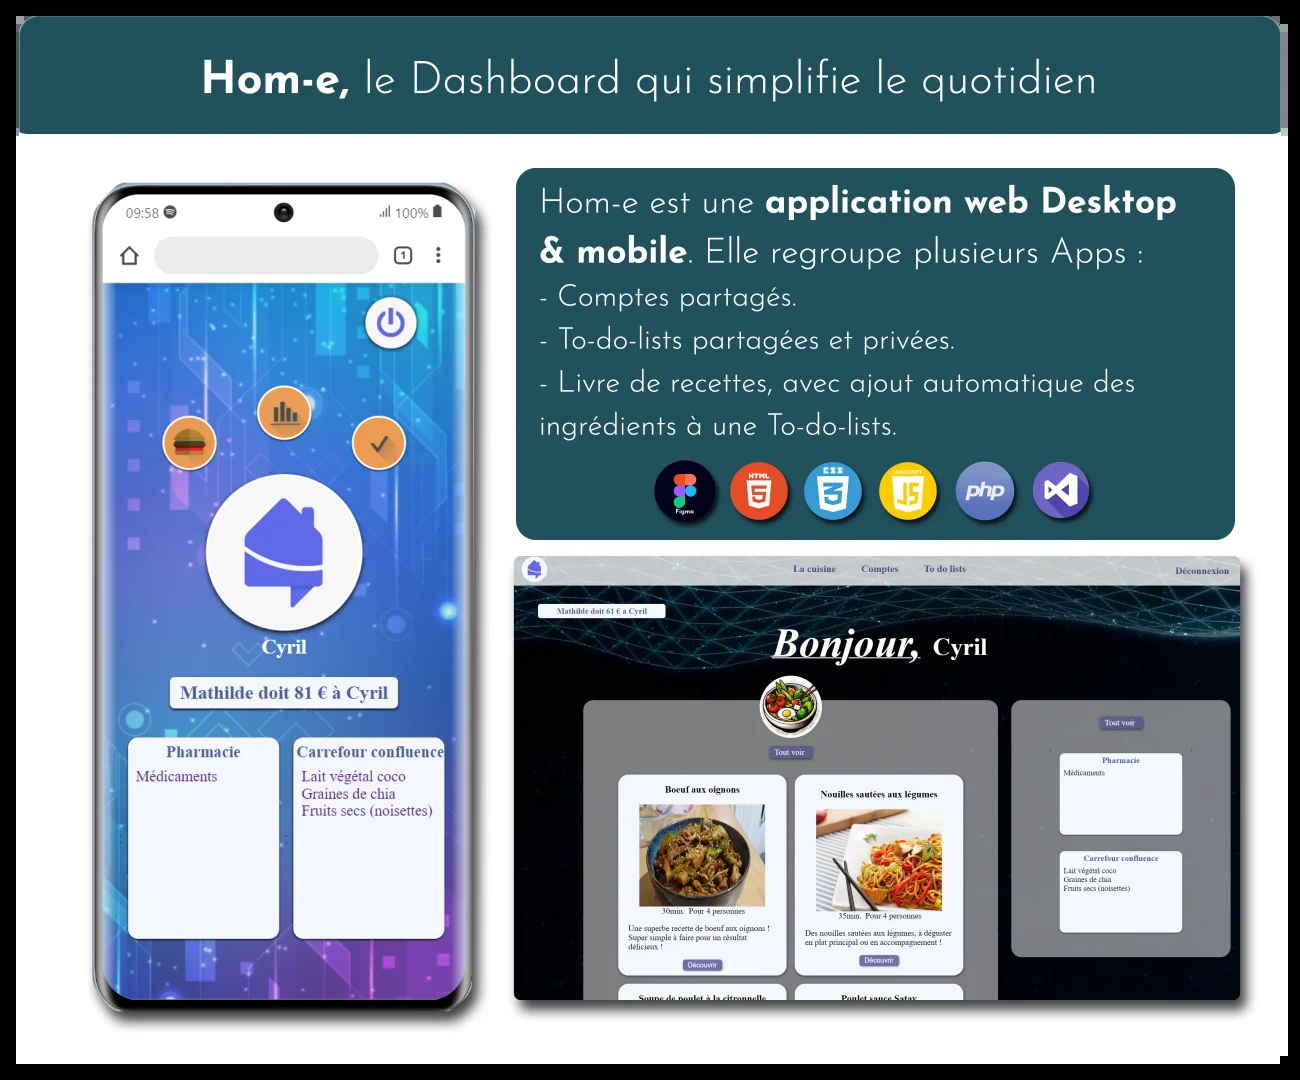 Hom-e, le Dashboard qui simplifie le quotidien
09:58
100%
1
Cyril
Mathilde doit 81 € à Cyril
Pharmacie
Médicaments
Carrefour confluence
Lait végétal coco
Graines de chia
Fruits secs (noisettes)
Hom-e est une application web Desktop
& mobile. Elle regroupe plusieurs Apps :
- Comptes partagés.
- To-do-lists partagées et privées.
- Livre de recettes, avec ajout automatique des
ingrédients à une To-do-lists.
Figma
HTML
5
CSS
3
JAVASCRIPT
JS
php
La cuisine
Comptes
To do lists
Déconnexion
Mathilde doit 61 € à Cyril
Bonjour, Cyril
Tout voir
Boeuf aux oignons
30min. Pour 4 personnes
Une superbe recette de boeuf aux oignons !
Super simple à faire pour un résultat
délicieux !
Découvrir
Nouilles sautées aux légumes
35min. Pour 4 personnes
Des nouilles sautées aux légumes, à déguster
en plat principal ou en accompagnement !
Découvrir
Soupe de poulet à la citronnelle
Poulet sauce Satay
Tout voir
Pharmacie
Médicaments
Carrefour confluence
Lait végétal coco
Graines de chia
Fruits secs (noisettes)